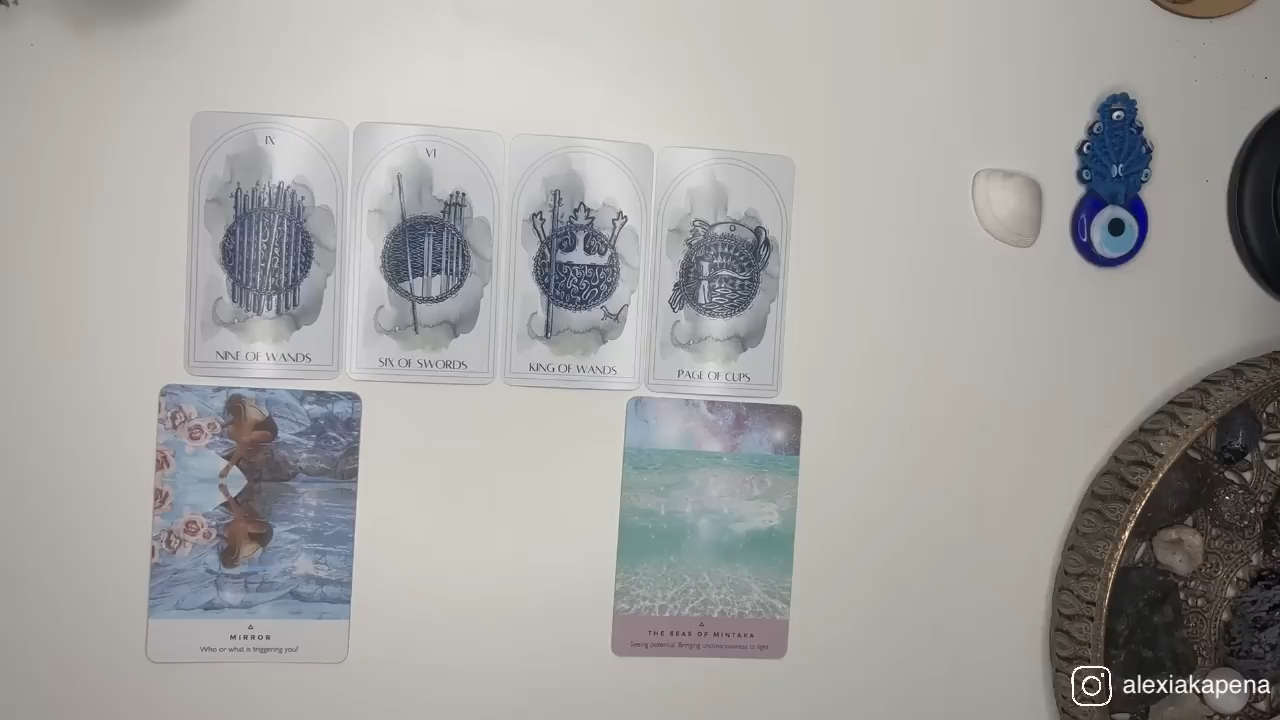 IX
NINE OF WANDS
VI
SIX OF SWORDS
KING OF WANDS
PAGE OF CUPS
MIRROR
Who or what is triggering you?
THE SEAS OF MINTAKA
Seeing potential. Bringing unconsciousness to light
alexiakapena